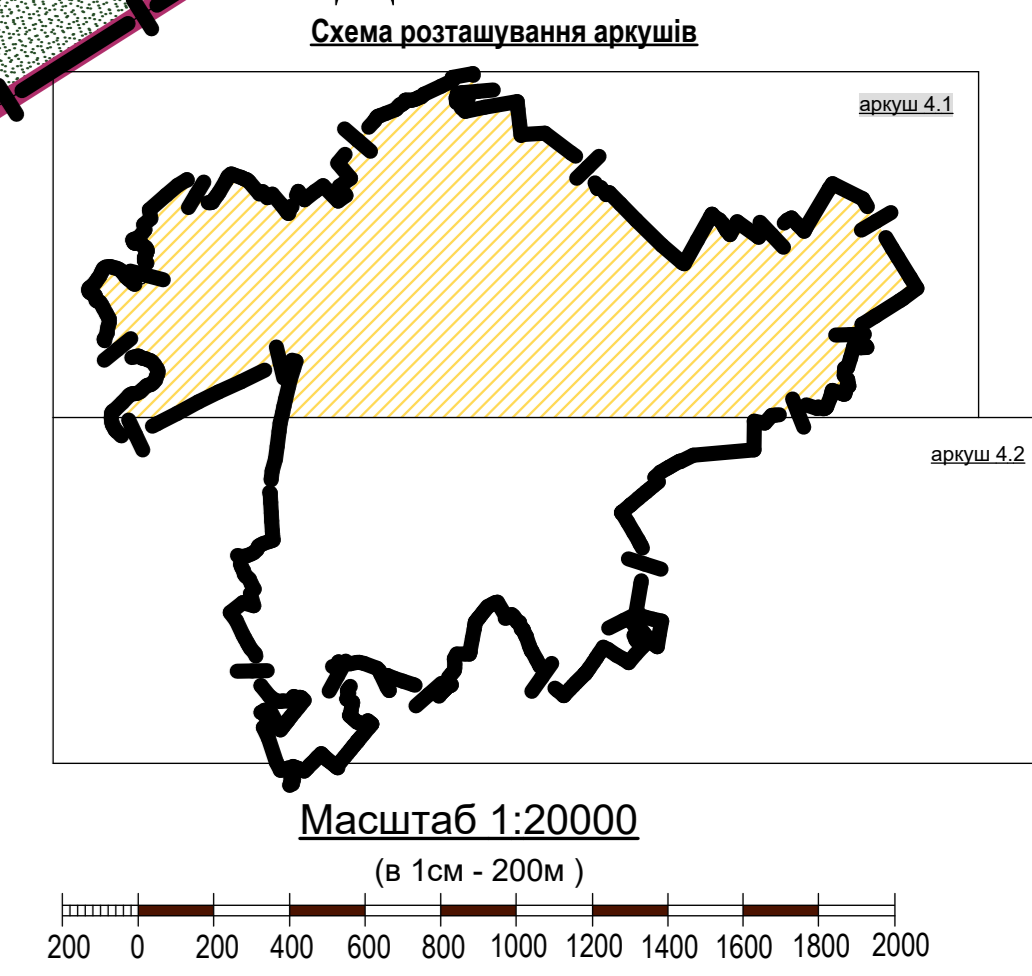 Схема розташування аркушів
аркуш 4.1
аркуш 4.2
Масштаб 1:20000
(в 1см - 200м )
200 0 200 400 600 800 1000 1200 1400 1600 1800 2000